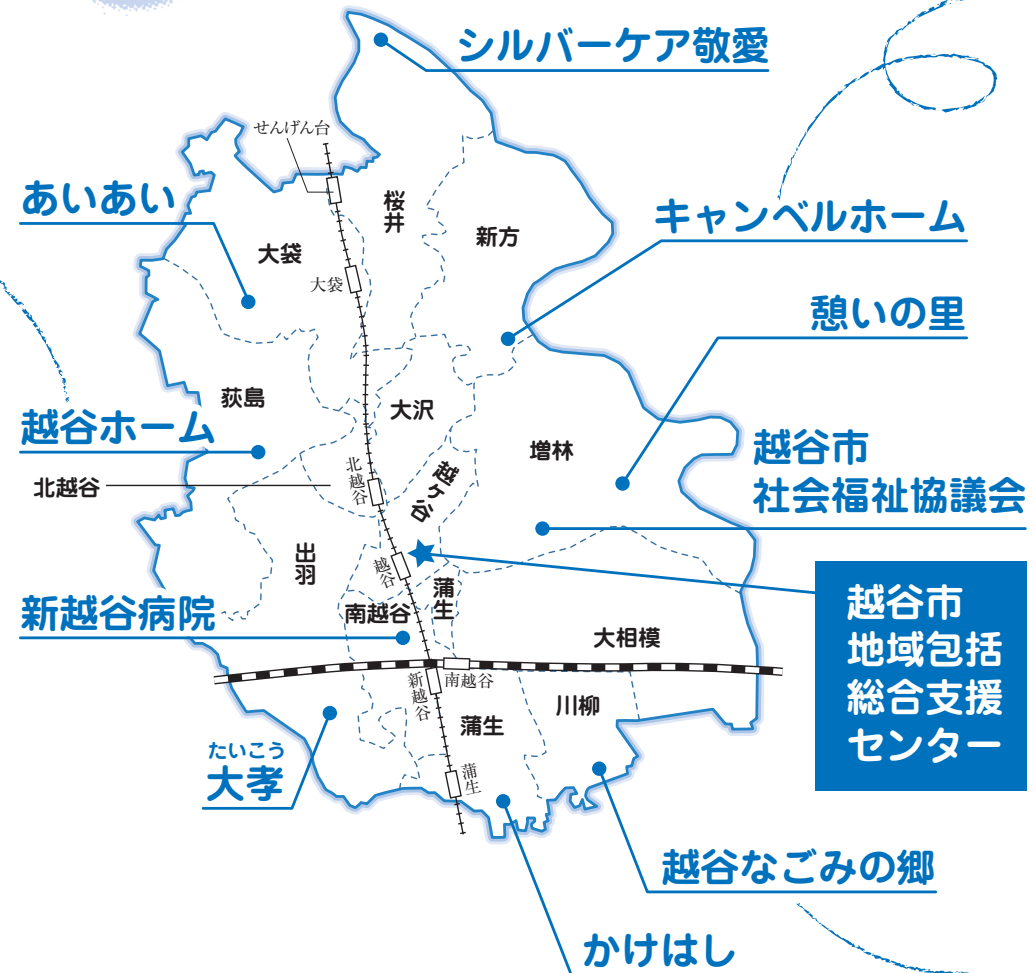 シルバーケア敬愛
せんげん台
あいあい
桜井
キャンベルホーム
新方
大袋
大袋
憩いの里
荻島
大沢
越谷ホーム
増林
越谷市
社会福祉協議会
北越谷
北越谷
越ヶ谷
出羽
越谷
蒲生
越谷市
地域包括
総合支援
センター
新越谷病院
南越谷
大相模
南越谷
新越谷
川柳
蒲生
たいこう
大孝
蒲生
越谷なごみの郷
かけはし